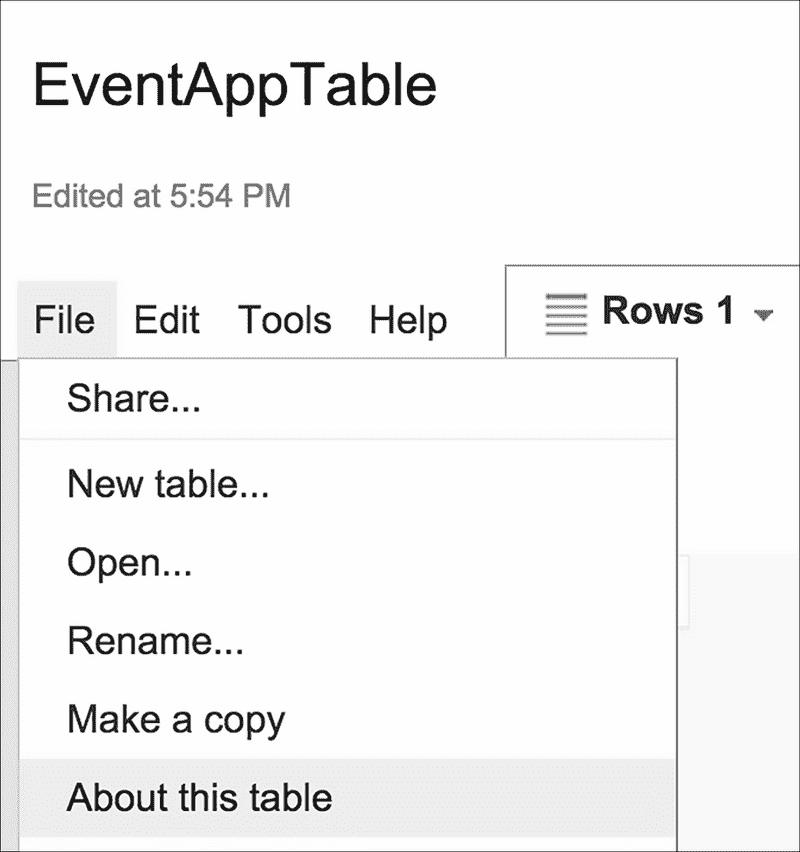 EventAppTable
Edited at 5:54 PM
File Edit Tools Help Rows 1
Share...
New table...
Open...
Rename...
Make a copy
About this table